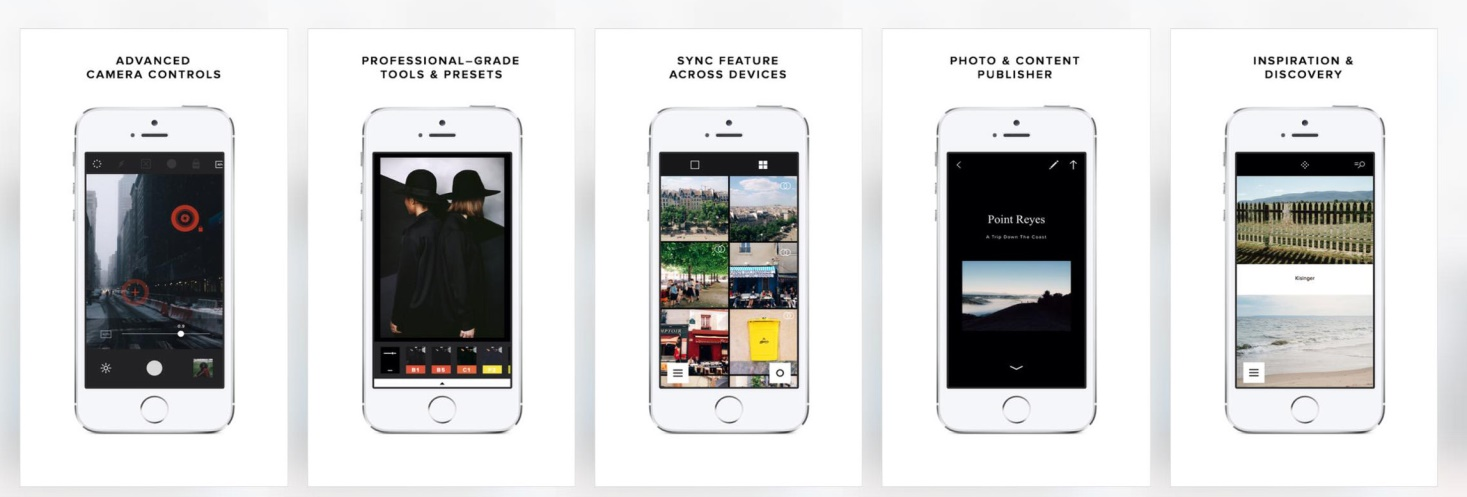 ADVANCED
CAMERA CONTROLS
PROFESSIONAL–GRADE
TOOLS & PRESETS
B1
B5
C1
SYNC FEATURE
ACROSS DEVICES
PHOTO & CONTENT
PUBLISHER
Point Reyes
A Trip Down The Coast
INSPIRATION &
DISCOVERY
Kisinger